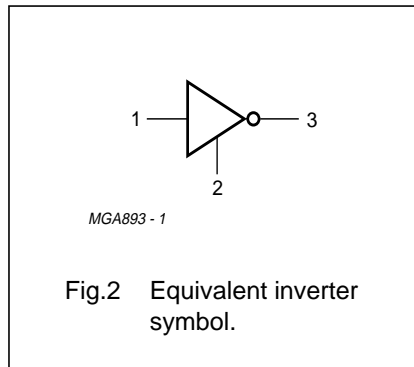 1
3
2
MGA893 - 1
Fig.2 Equivalent inverter
symbol.